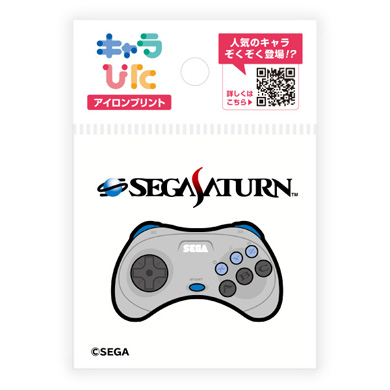 キャラ
ぴた
アイロンプリント
人気のキャラ
ぞくぞく登場!?
詳しくは
こちら▶
SEGA SATURN™
SEGA
©SEGA